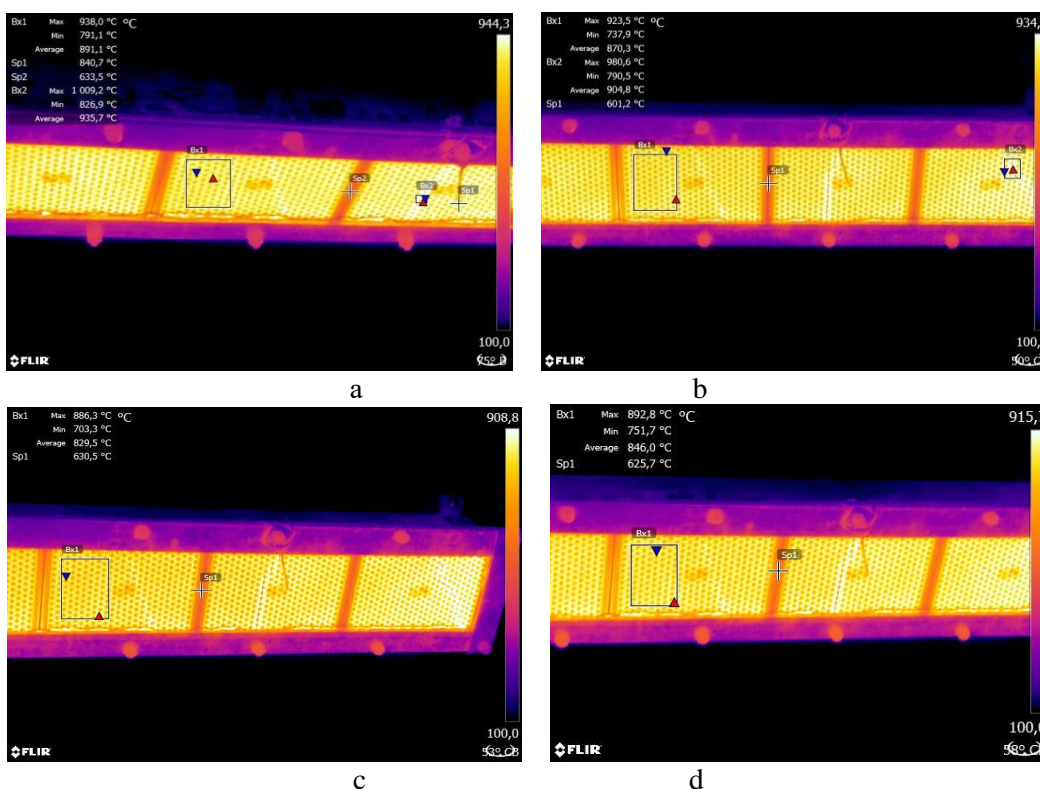 Bx1 Max 938,0 °C °C
Min 791,1 °C
Average 891,1 °C
Sp1 840,7 °C
Sp2 633,5 °C
Bx2 Max 1 009,2 °C
Min 826,9 °C
Average 935,7 °C
944,3
Bx1
Sp2
Bx2
Sp1
100,0
FLIR
a
Bx1 Max 923,5 °C °C
Min 737,9 °C
Average 870,3 °C
Bx2 Max 980,6 °C
Min 790,5 °C
Average 904,8 °C
Sp1 601,2 °C
934,
Bx1
Bx2
Sp1
100,
FLIR
b
Bx1 Max 886,3 °C °C
Min 703,3 °C
Average 829,5 °C
Sp1 630,5 °C
908,8
Bx1
Sp1
100,0
FLIR
c
Bx1 Max 892,8 °C °C
Min 751,7 °C
Average 846,0 °C
Sp1 625,7 °C
915,
Bx1
Sp1
100,0
FLIR
d